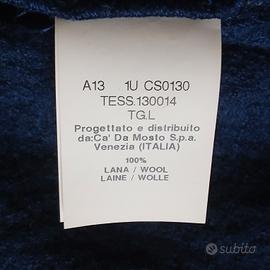 A13 1U CS0130
TESS.130014
TG.L
Progettato e distribuito
da:Ca' Da Mosto S.p.a.
Venezia (ITALIA)
100%
LANA / WOOL
LAINE / WOLLE
subito